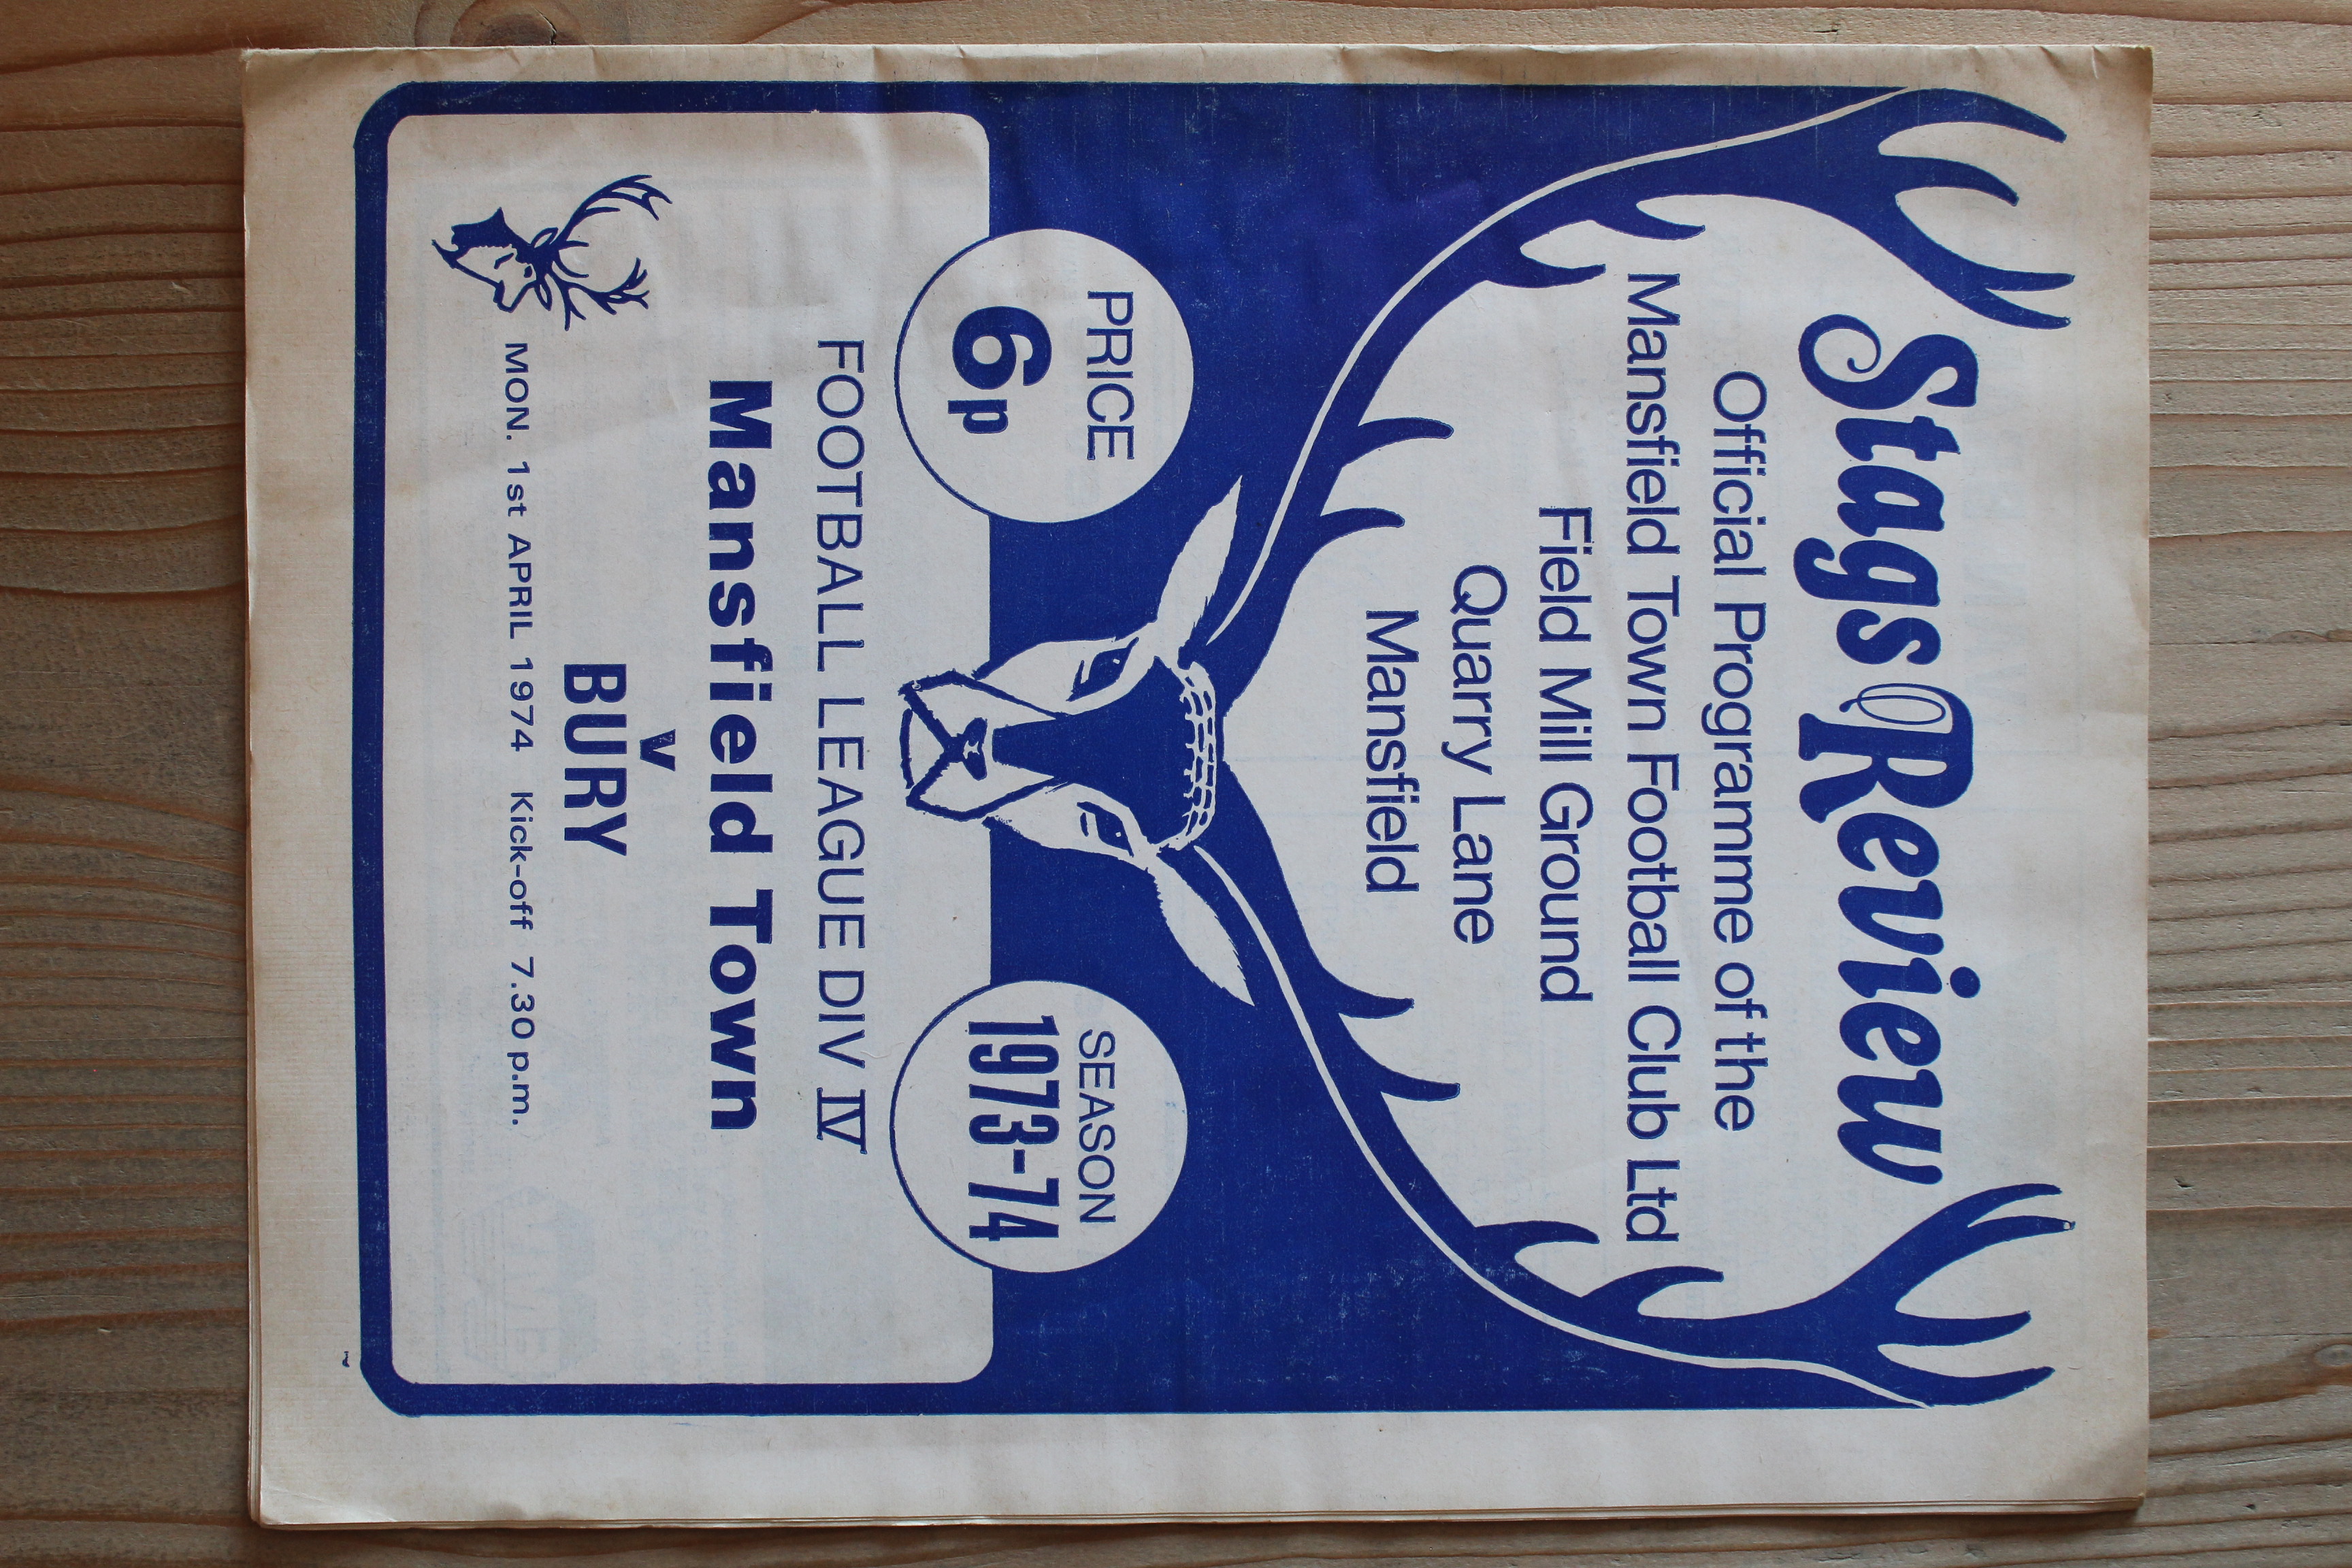 Stags Review
Official Programme of the
Mansfield Town Football Club Ltd
Field Mill Ground
Quarry Lane
Mansfield
PRICE
6p
SEASON
1973-74
FOOTBALL LEAGUE DIV IV
Mansfield Town
v
BURY
MON. 1st APRIL 1974 Kick-off 7.30 p.m.